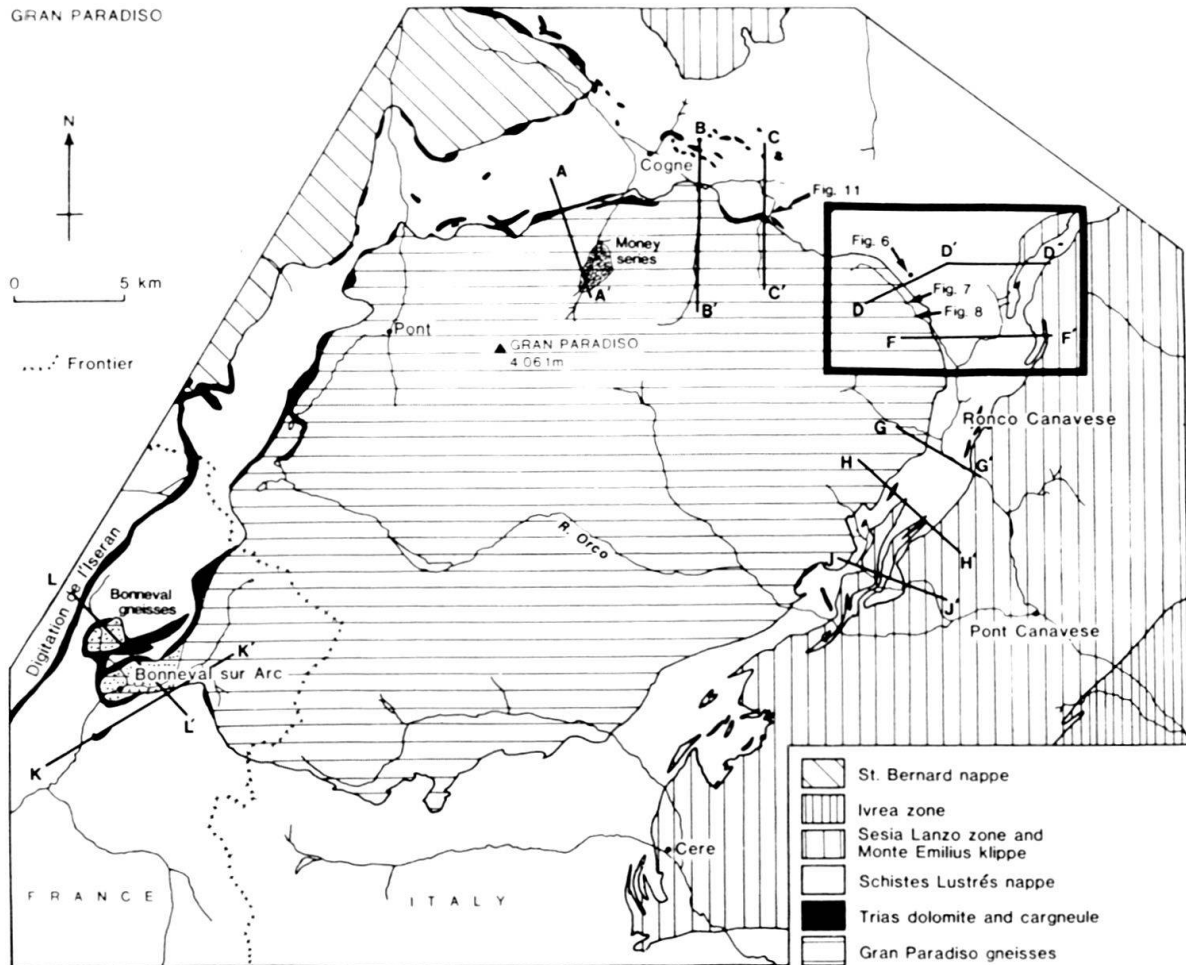 GRAN PARADISO
N
0 5 km
Frontier
A
A'
B
B'
C
C'
Cogne
Money
series
Fig. 11
Fig. 6
D'
D"
D
Fig. 7
Fig. 8
F
F'
Pont
GRAN PARADISO
4 061m
Ronco Canavese
G
G'
H
H'
R. Orco
J
J'
Pont Canavese
L
Digitation de l'Iseran
Bonneval
gneisses
K'
Bonneval sur Arc
L'
K
Cere
FRANCE
ITALY
St. Bernard nappe
Ivrea zone
Sesia Lanzo zone and
Monte Emilius klippe
Schistes Lustrés nappe
Trias dolomite and cargneule
Gran Paradiso gneisses